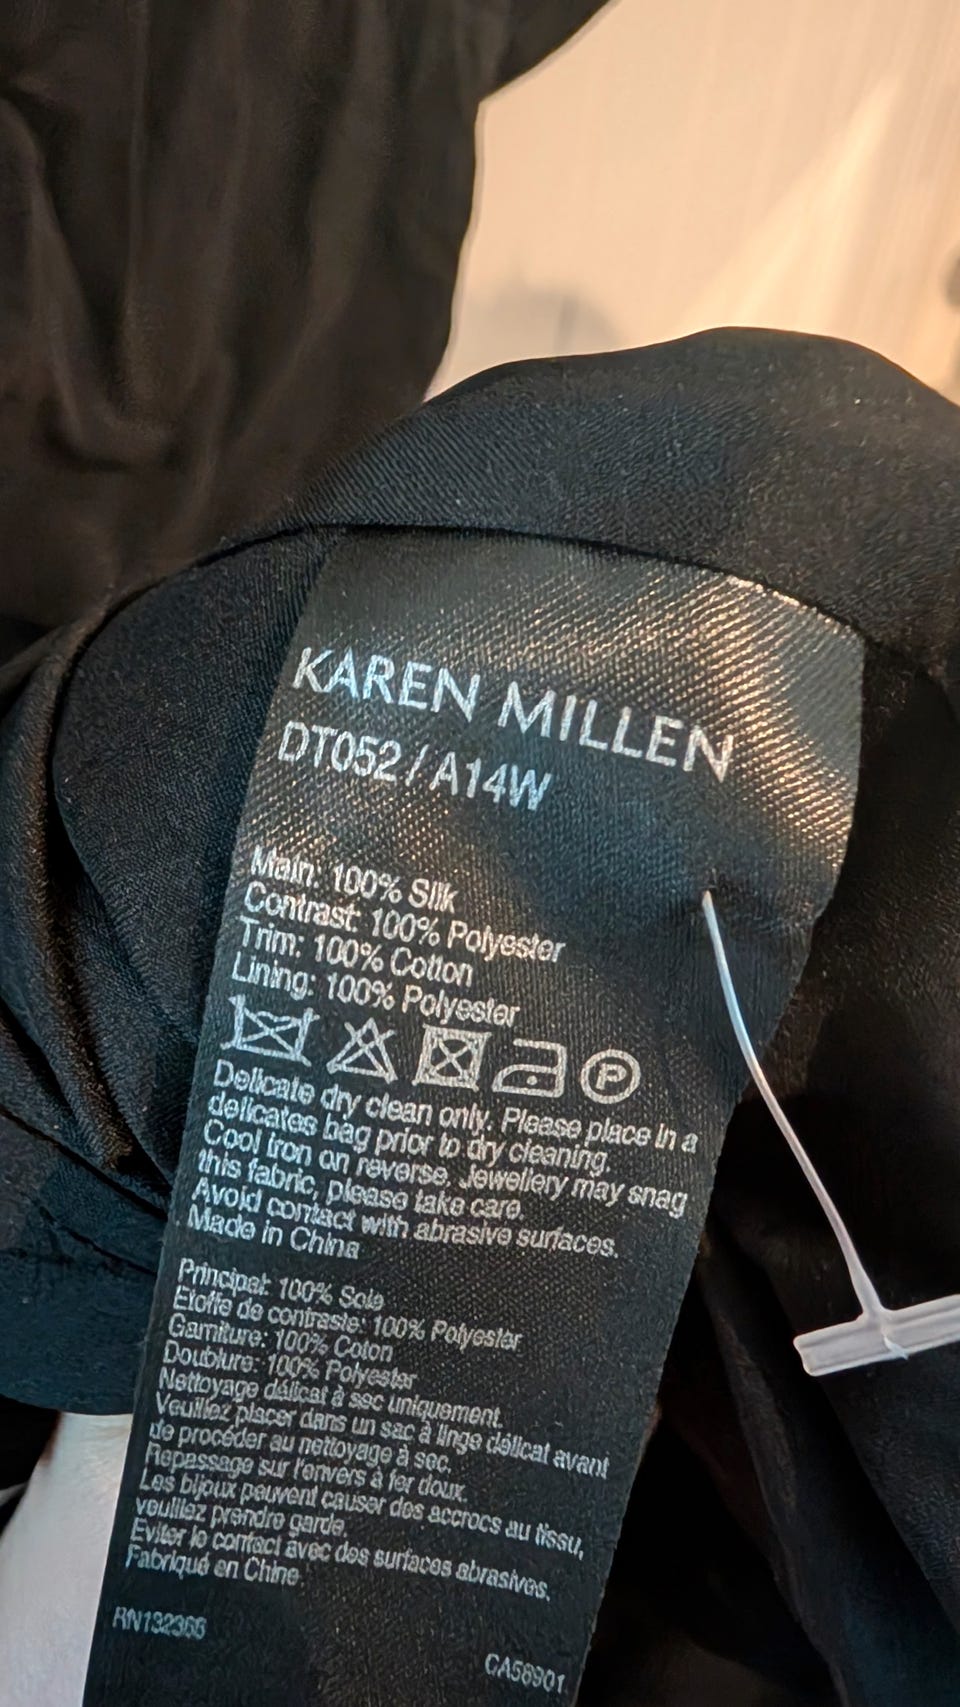 KAREN MILLEN
DT052 / A14W
Main: 100% Silk
Contrast: 100% Polyester
Trim: 100% Cotton
Lining: 100% Polyester
P
Delicate dry clean only. Please place in a
delicates bag prior to dry cleaning.
Cool iron on reverse. Jewellery may snag
this fabric, please take care.
Avoid contact with abrasive surfaces.
Made in China
Principal: 100% Soie
Etoffe de contraste: 100% Polyester
Garniture: 100% Coton
Doublure: 100% Polyester
Nettoyage délicat à sec uniquement.
Veuillez placer dans un sac à linge délicat avant
de procéder au nettoyage à sec.
Repassage sur l'envers à fer doux.
Les bijoux peuvent causer des accrocs au tissu,
veuillez prendre garde.
Eviter le contact avec des surfaces abrasives.
Fabriqué en Chine
RN132366
CA58901